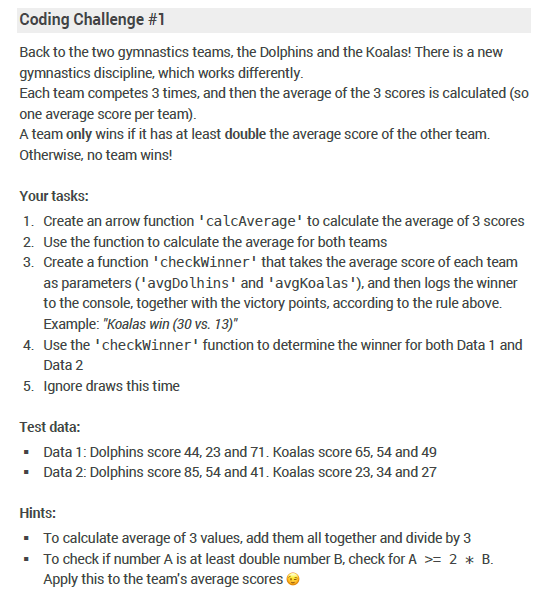 Coding Challenge #1
Back to the two gymnastics teams, the Dolphins and the Koalas! There is a new
gymnastics discipline, which works differently.
Each team competes 3 times, and then the average of the 3 scores is calculated (so
one average score per team).
A team only wins if it has at least double the average score of the other team.
Otherwise, no team wins!
Your tasks:
1. Create an arrow function 'calcAverage' to calculate the average of 3 scores
2. Use the function to calculate the average for both teams
3. Create a function 'checkWinner' that takes the average score of each team
as parameters ('avgDolhins' and 'avgKoalas'), and then logs the winner
to the console, together with the victory points, according to the rule above.
Example: "Koalas win (30 vs. 13)"
4. Use the 'checkWinner' function to determine the winner for both Data 1 and
Data 2
5. Ignore draws this time
Test data:
▪ Data 1: Dolphins score 44, 23 and 71. Koalas score 65, 54 and 49
▪ Data 2: Dolphins score 85, 54 and 41. Koalas score 23, 34 and 27
Hints:
▪ To calculate average of 3 values, add them all together and divide by 3
▪ To check if number A is at least double number B, check for A >= 2 * B.
Apply this to the team's average scores 😉